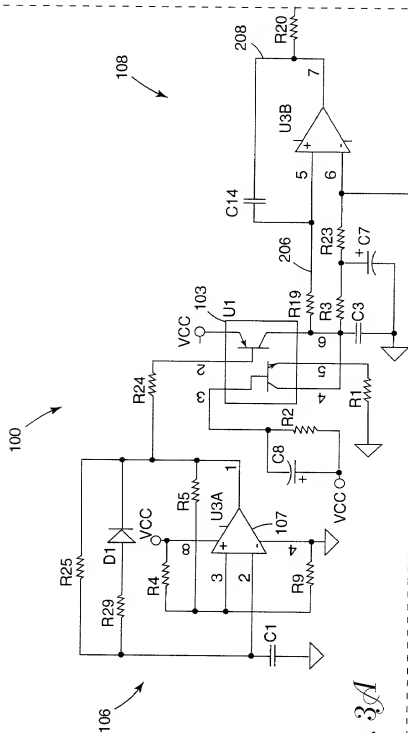 100
106
108
R25
R29
D1
R24
R5
VCC
8
R4
U3A
1
107
3
2
+
-
4
R9
C1
VCC
2
103
U1
3
6
4
5
R1
R2
C8
+
VCC
C3
R19
R3
206
C14
208
R20
7
U3B
5
6
+
-
R23
C7
+
. 3A